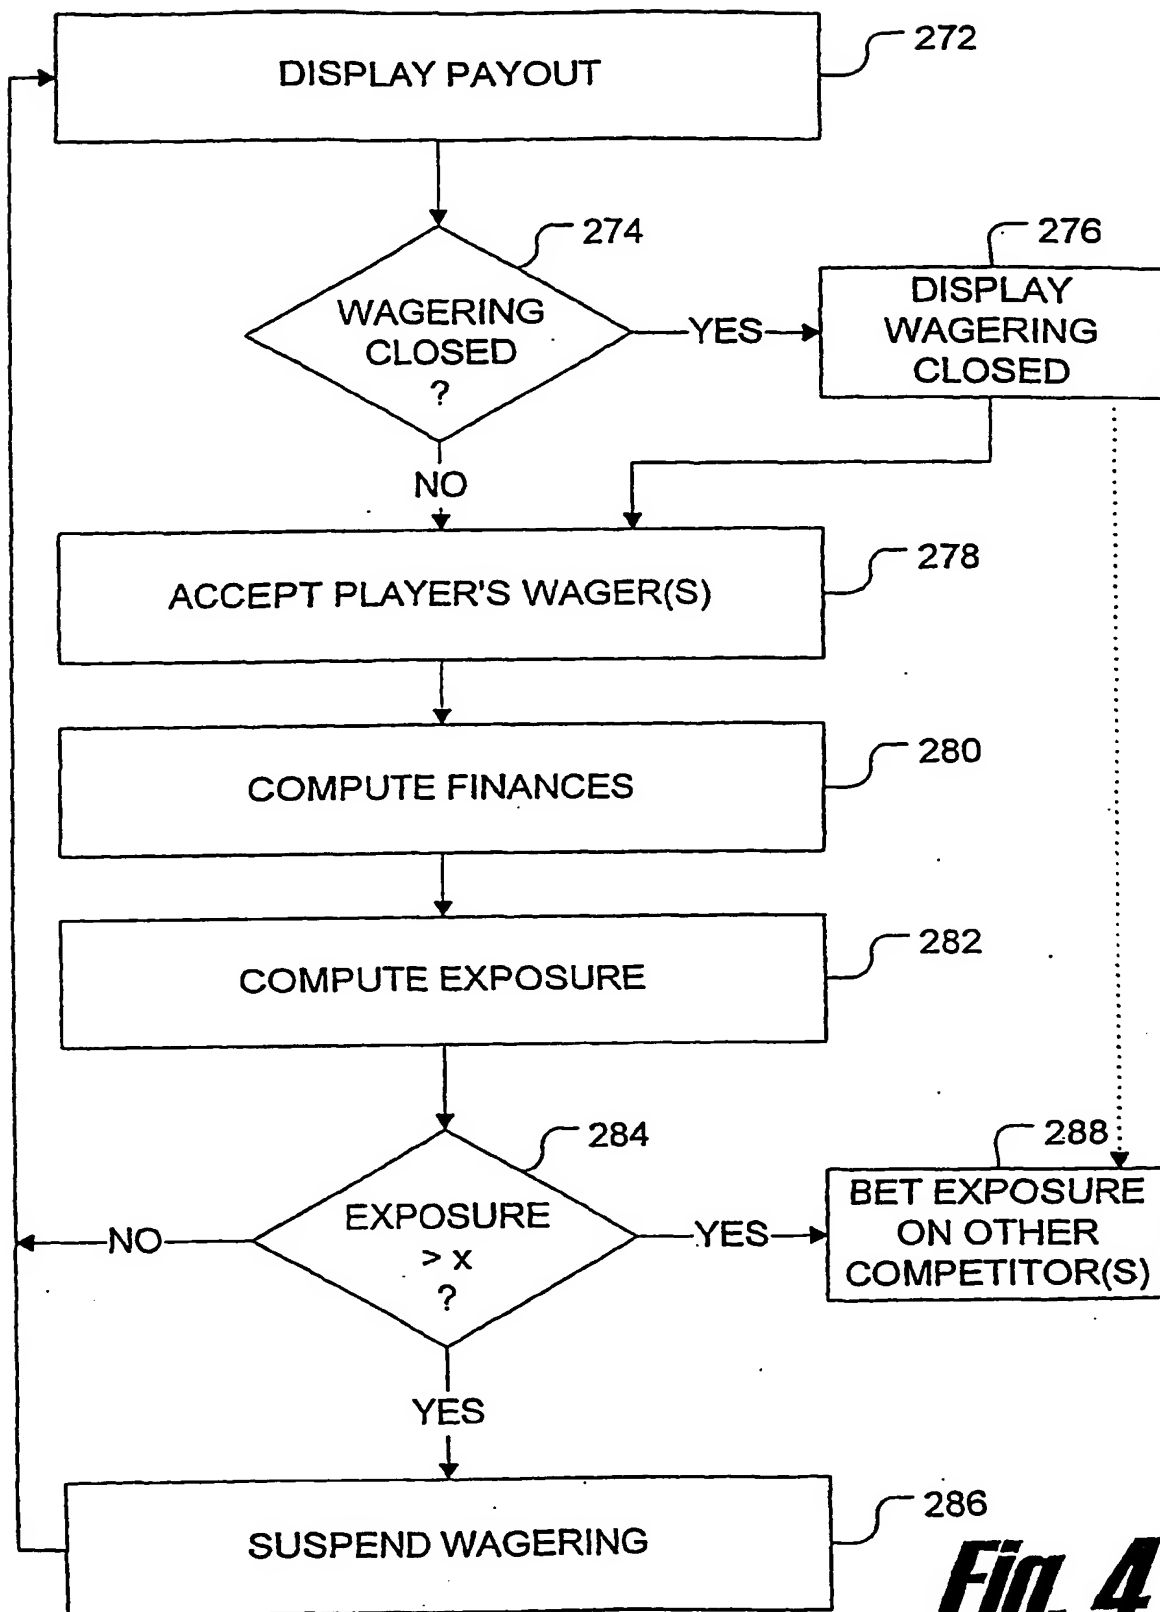 DISPLAY PAYOUT
272
274
276
WAGERING
CLOSED
?
YES
DISPLAY
WAGERING
CLOSED
NO
278
ACCEPT PLAYER'S WAGER(S)
280
COMPUTE FINANCES
282
COMPUTE EXPOSURE
284
288
EXPOSURE
> x
?
NO
YES
BET EXPOSURE
ON OTHER
COMPETITOR(S)
YES
286
SUSPEND WAGERING
Fig. 4